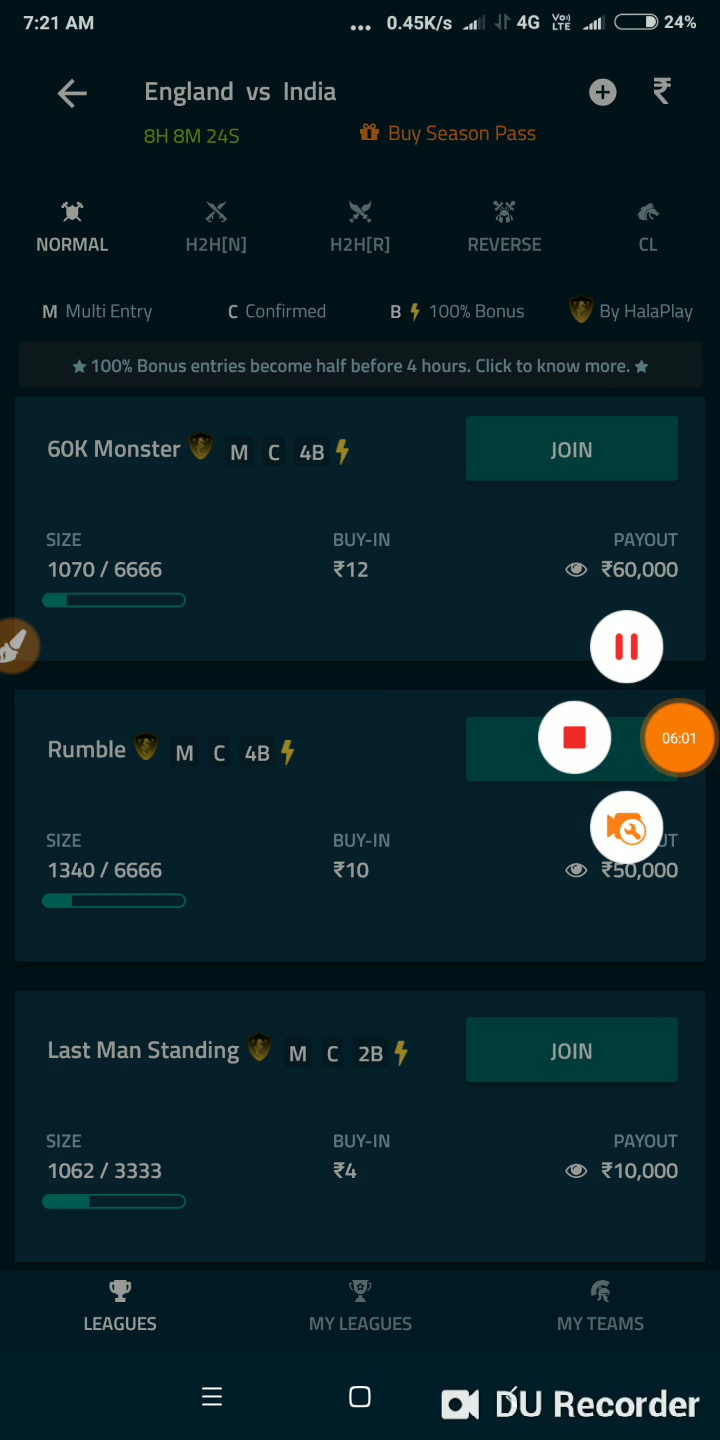 7:21 AM ... 0.45K/s 4G Vo)) LTE 24%
England vs India ₹
8H 8M 24S Buy Season Pass
NORMAL H2H[N] H2H[R] REVERSE CL
M Multi Entry C Confirmed B 100% Bonus By HalaPlay
100% Bonus entries become half before 4 hours. Click to know more.
60K Monster M C 4B JOIN
SIZE BUY-IN PAYOUT
1070 / 6666 ₹12 ₹60,000
Rumble M C 4B
06:01
SIZE BUY-IN UT
1340 / 6666 ₹10 ₹50,000
Last Man Standing M C 2B JOIN
SIZE BUY-IN PAYOUT
1062 / 3333 ₹4 ₹10,000
LEAGUES MY LEAGUES MY TEAMS
DU Recorder